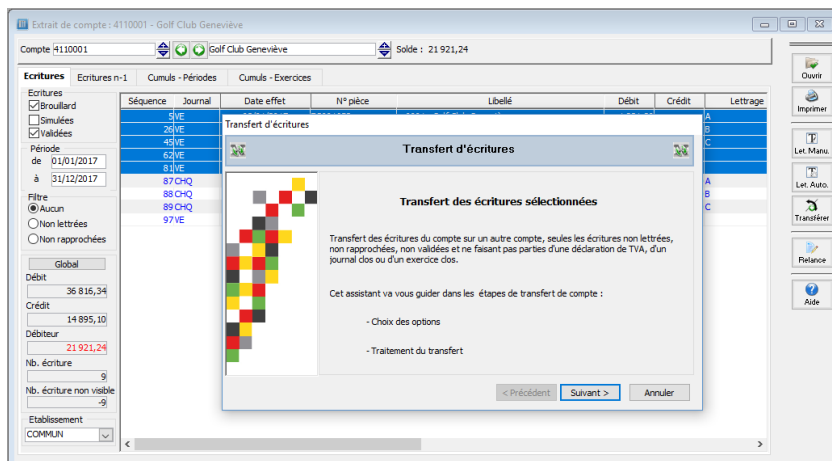 Extrait de compte : 4110001 - Golf Club Geneviève
Compte 4110001 Golf Club Geneviève Solde : 21 921,24
Ecritures Ecritures n-1 Cumuls - Périodes Cumuls - Exercices
Ecritures
Brouillard
Simulées
Validées
Période
de 01/01/2017
à 31/12/2017
Filtre
Aucun
Non lettrées
Non rapprochées
Global
Débit
36 816,34
Crédit
14 895,10
Débiteur
21 921,24
Nb. écriture
9
Nb. écriture non visible
-9
Etablissement
COMMUN
Séquence Journal Date effet N° pièce Libellé Débit Crédit Lettrage
5 VE A
26 VE B
45 VE C
62 VE
81 VE
87 CHQ A
88 CHQ B
89 CHQ C
97 VE
Transfert d'écritures
Transfert d'écritures
Transfert des écritures sélectionnées
Transfert des écritures du compte sur un autre compte, seules les écritures non lettrées,
non rapprochées, non validées et ne faisant pas parties d'une déclaration de TVA, d'un
journal clos ou d'un exercice clos.
Cet assistant va vous guider dans les étapes de transfert de compte :
- Choix des options
- Traitement du transfert
< Précédent Suivant > Annuler
Ouvrir
Imprimer
Let. Manu.
Let. Auto.
Transférer
Relance
Aide